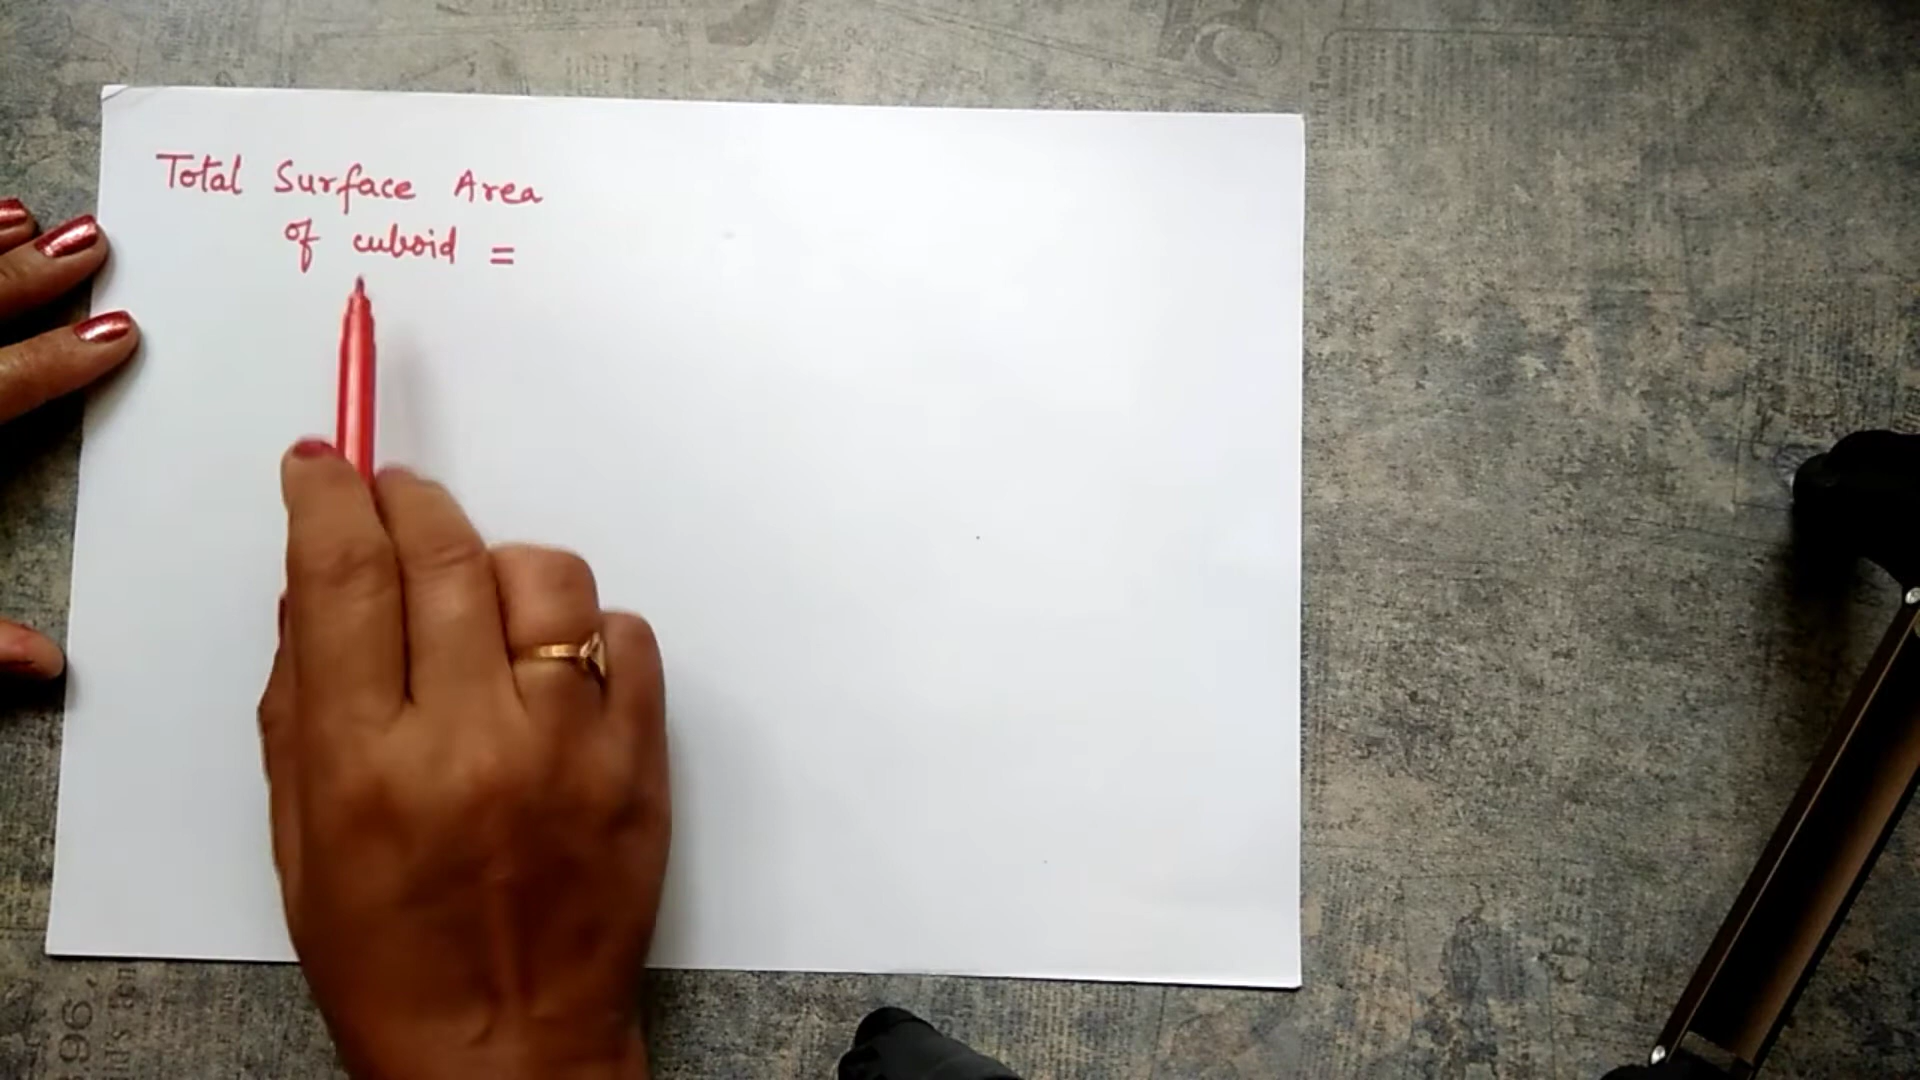 Total Surface Area
of cuboid =